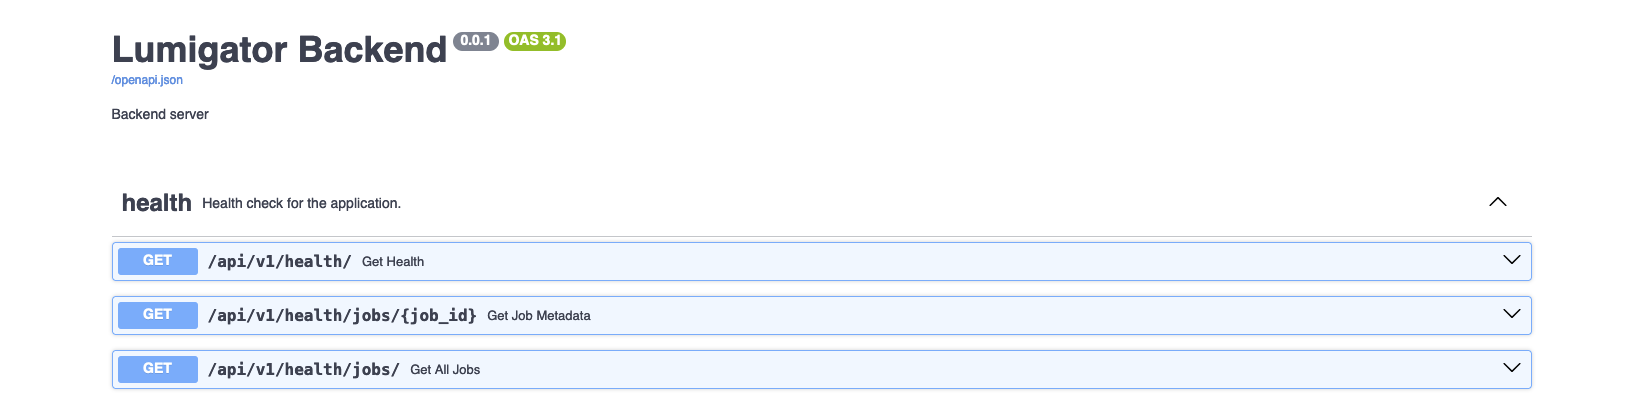 Lumigator Backend 0.0.1 OAS 3.1
/openapi.json
Backend server
health Health check for the application.
GET /api/v1/health/ Get Health
GET /api/v1/health/jobs/{job_id} Get Job Metadata
GET /api/v1/health/jobs/ Get All Jobs